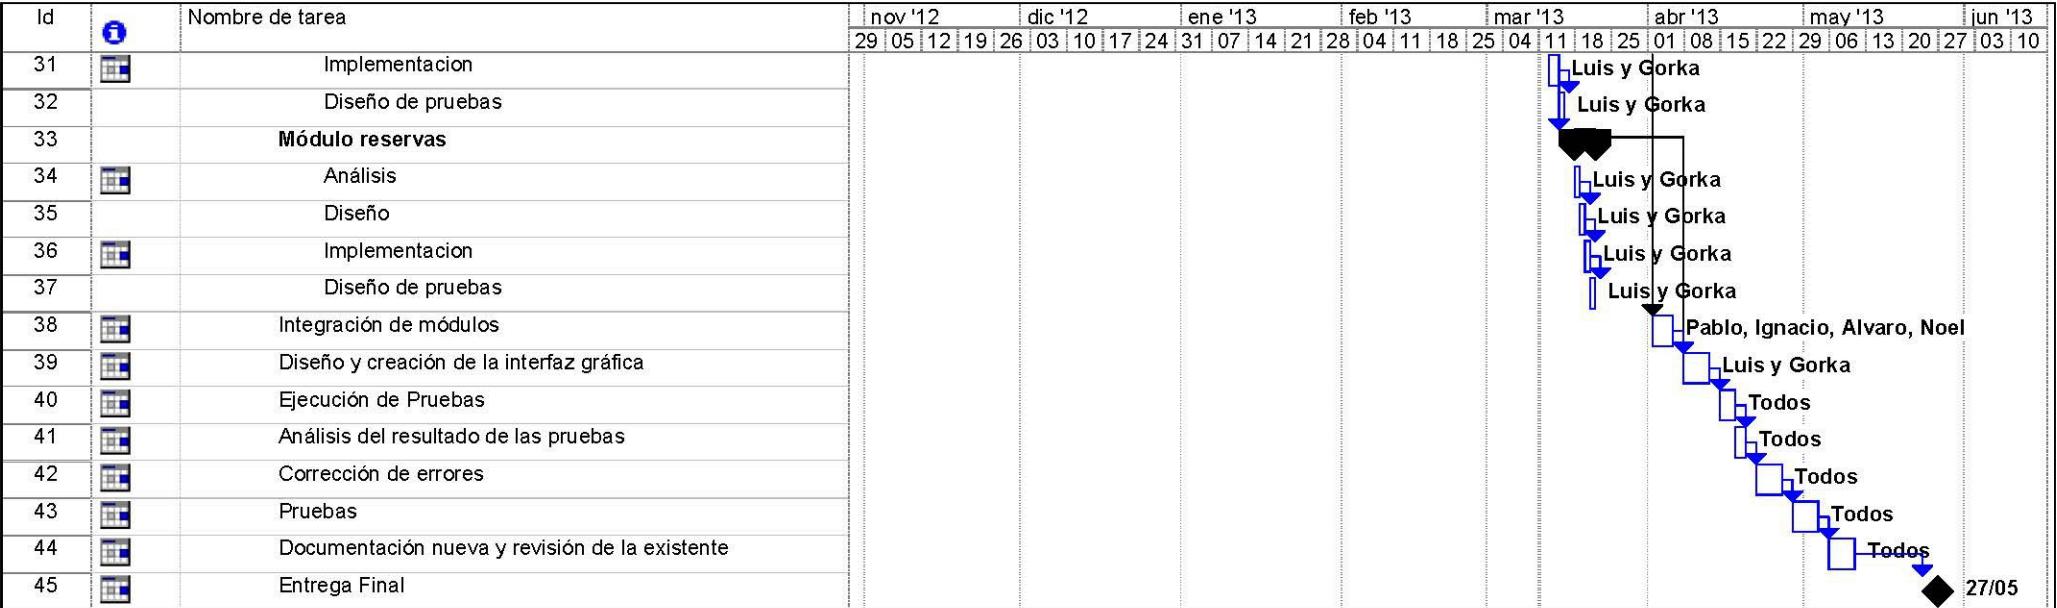 Id Nombre de tarea nov '12 dic '12 ene '13 feb '13 mar '13 abr '13 may '13 jun '13
29 05 12 19 26 03 10 17 24 31 07 14 21 28 04 11 18 25 04 11 18 25 01 08 15 22 29 06 13 20 27 03 10
31 Implementacion Luis y Gorka
32 Diseño de pruebas Luis y Gorka
33 Módulo reservas
34 Análisis Luis y Gorka
35 Diseño Luis y Gorka
36 Implementacion Luis y Gorka
37 Diseño de pruebas Luis y Gorka
38 Integración de módulos Pablo, Ignacio, Alvaro, Noel
39 Diseño y creación de la interfaz gráfica Luis y Gorka
40 Ejecución de Pruebas Todos
41 Análisis del resultado de las pruebas Todos
42 Corrección de errores Todos
43 Pruebas Todos
44 Documentación nueva y revisión de la existente Todos
45 Entrega Final 27/05